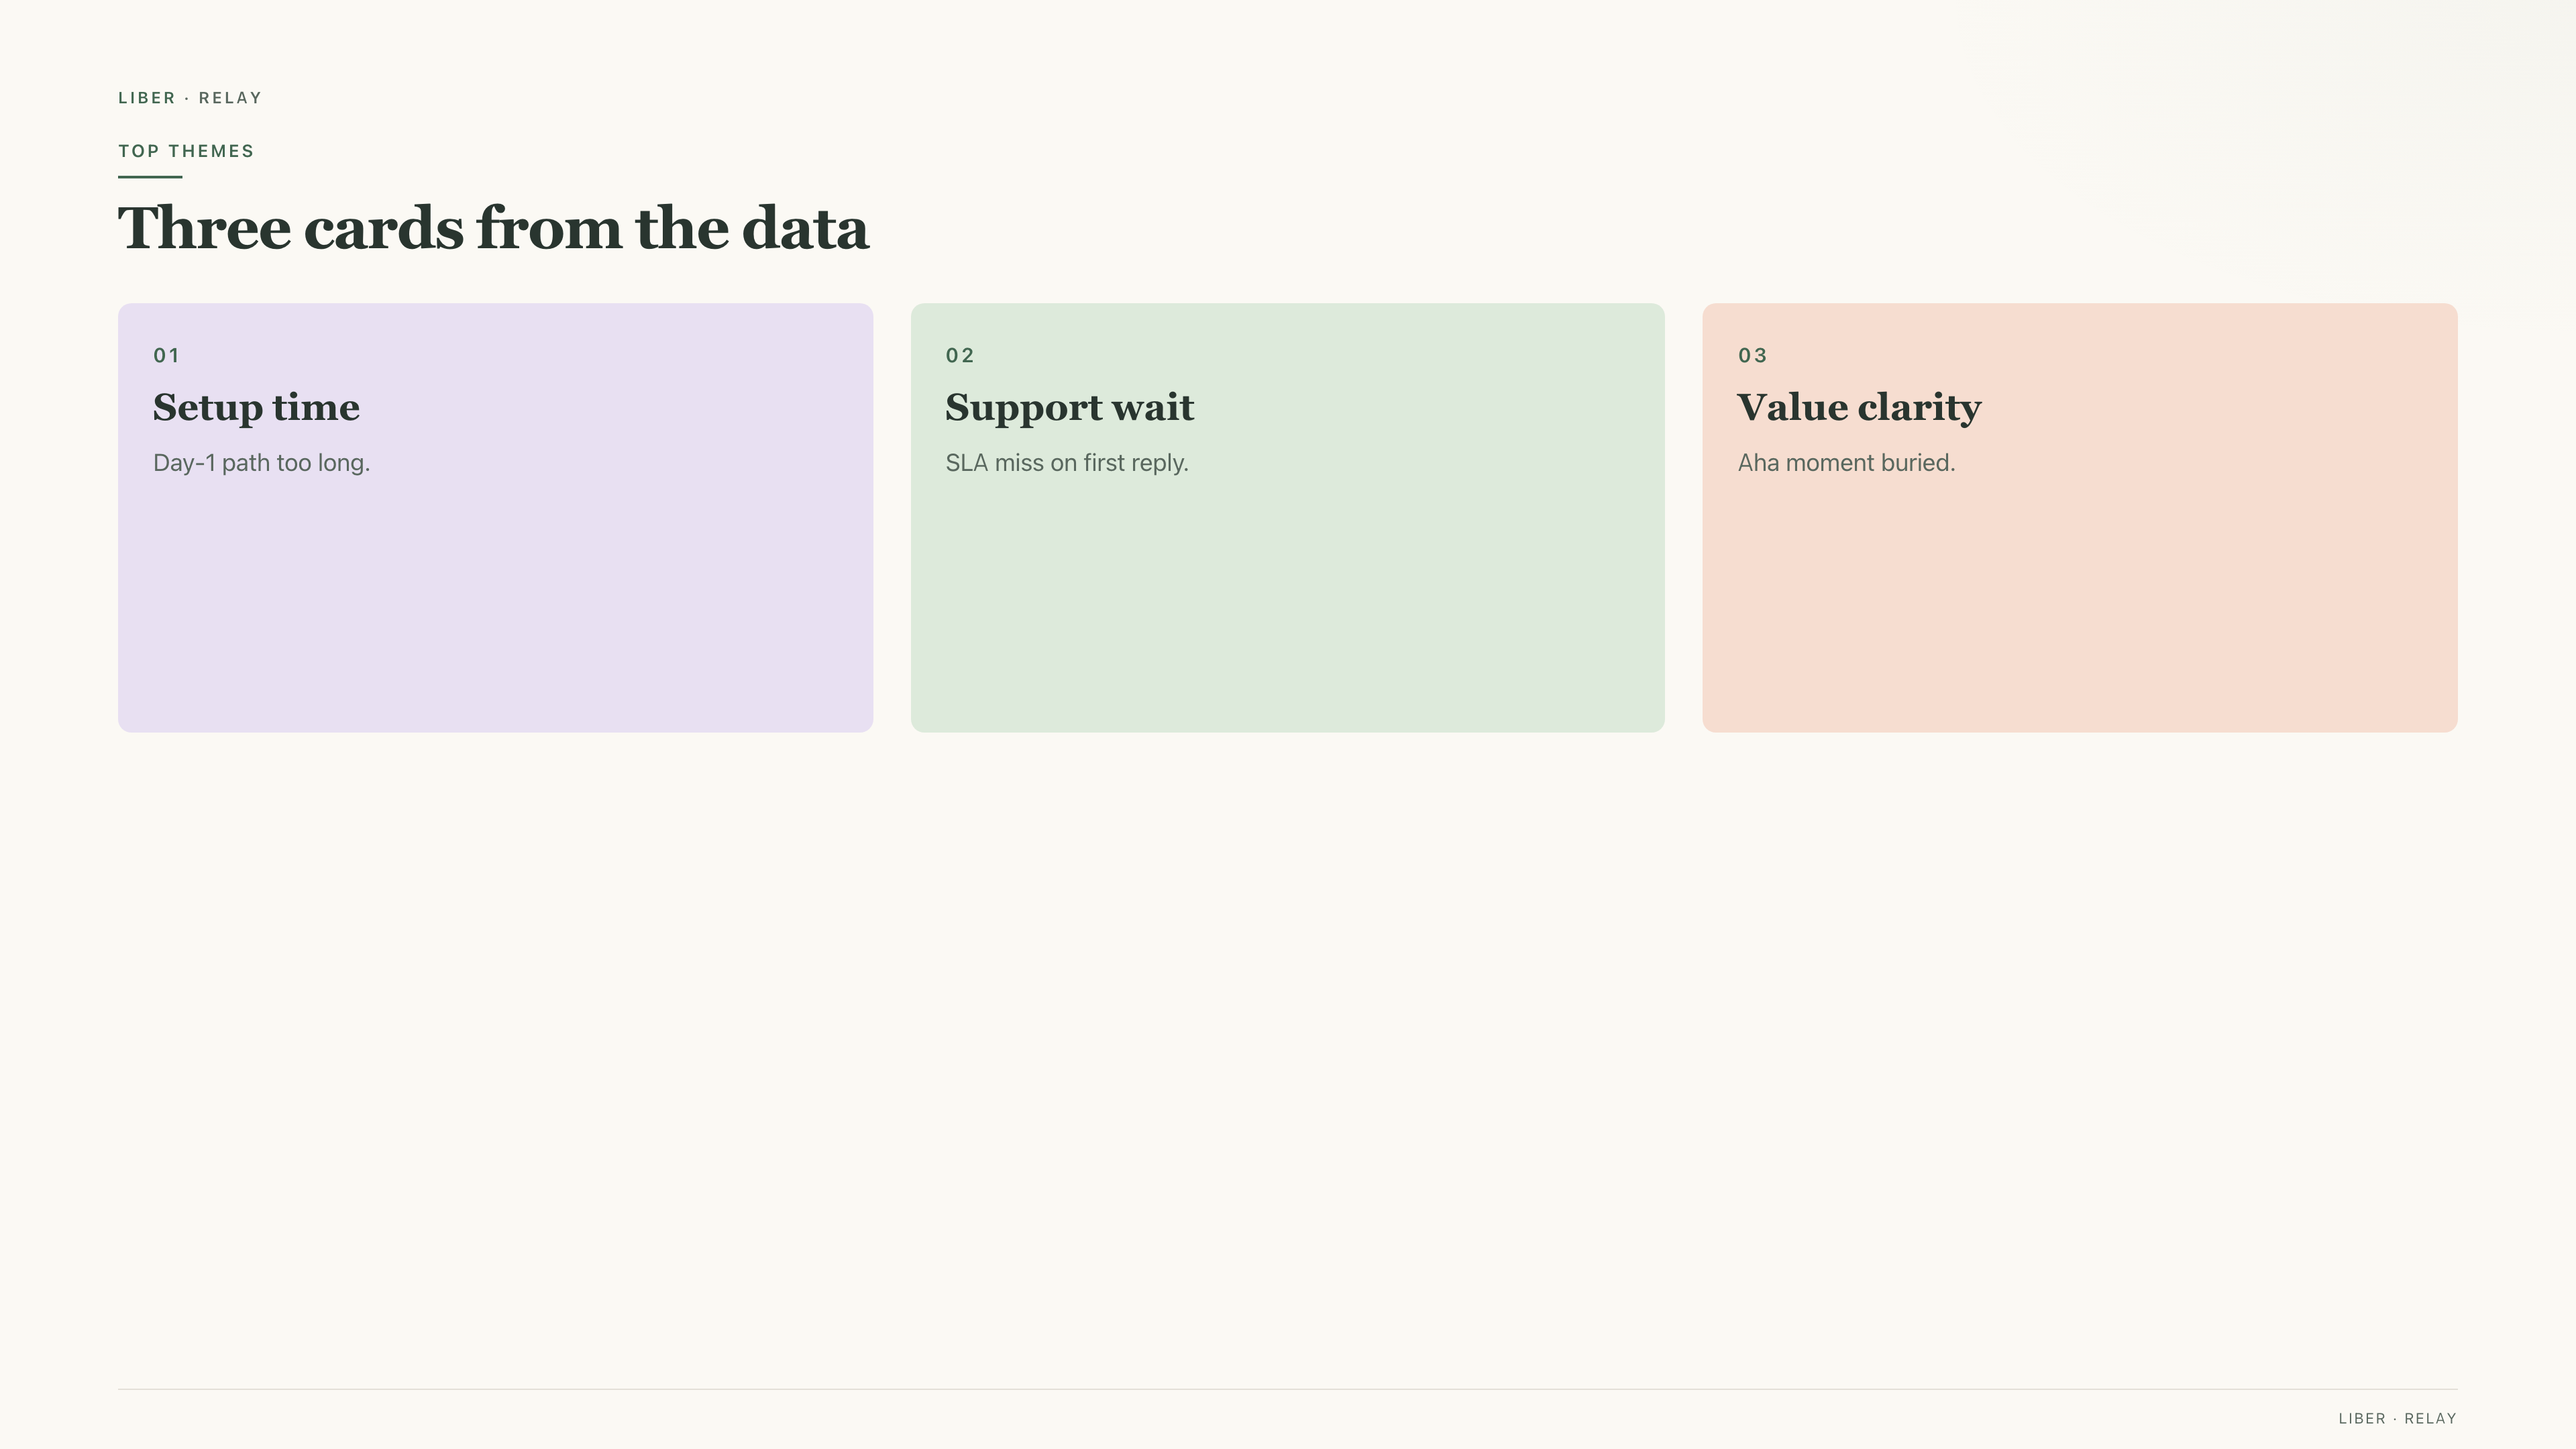 LIBER · RELAY
TOP THEMES
Three cards from the data
01
Setup time
Day-1 path too long.
02
Support wait
SLA miss on first reply.
03
Value clarity
Aha moment buried.
LIBER · RELAY